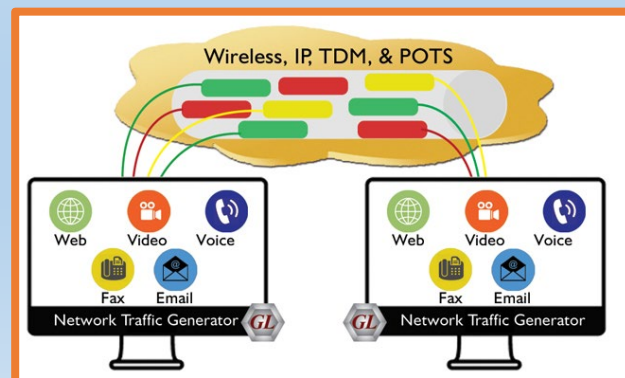 Wireless, IP, TDM, & POTS
Web
Video
Voice
Fax
@
Email
Network Traffic Generator
GL
Web
Video
Voice
Fax
@
Email
GL
Network Traffic Generator